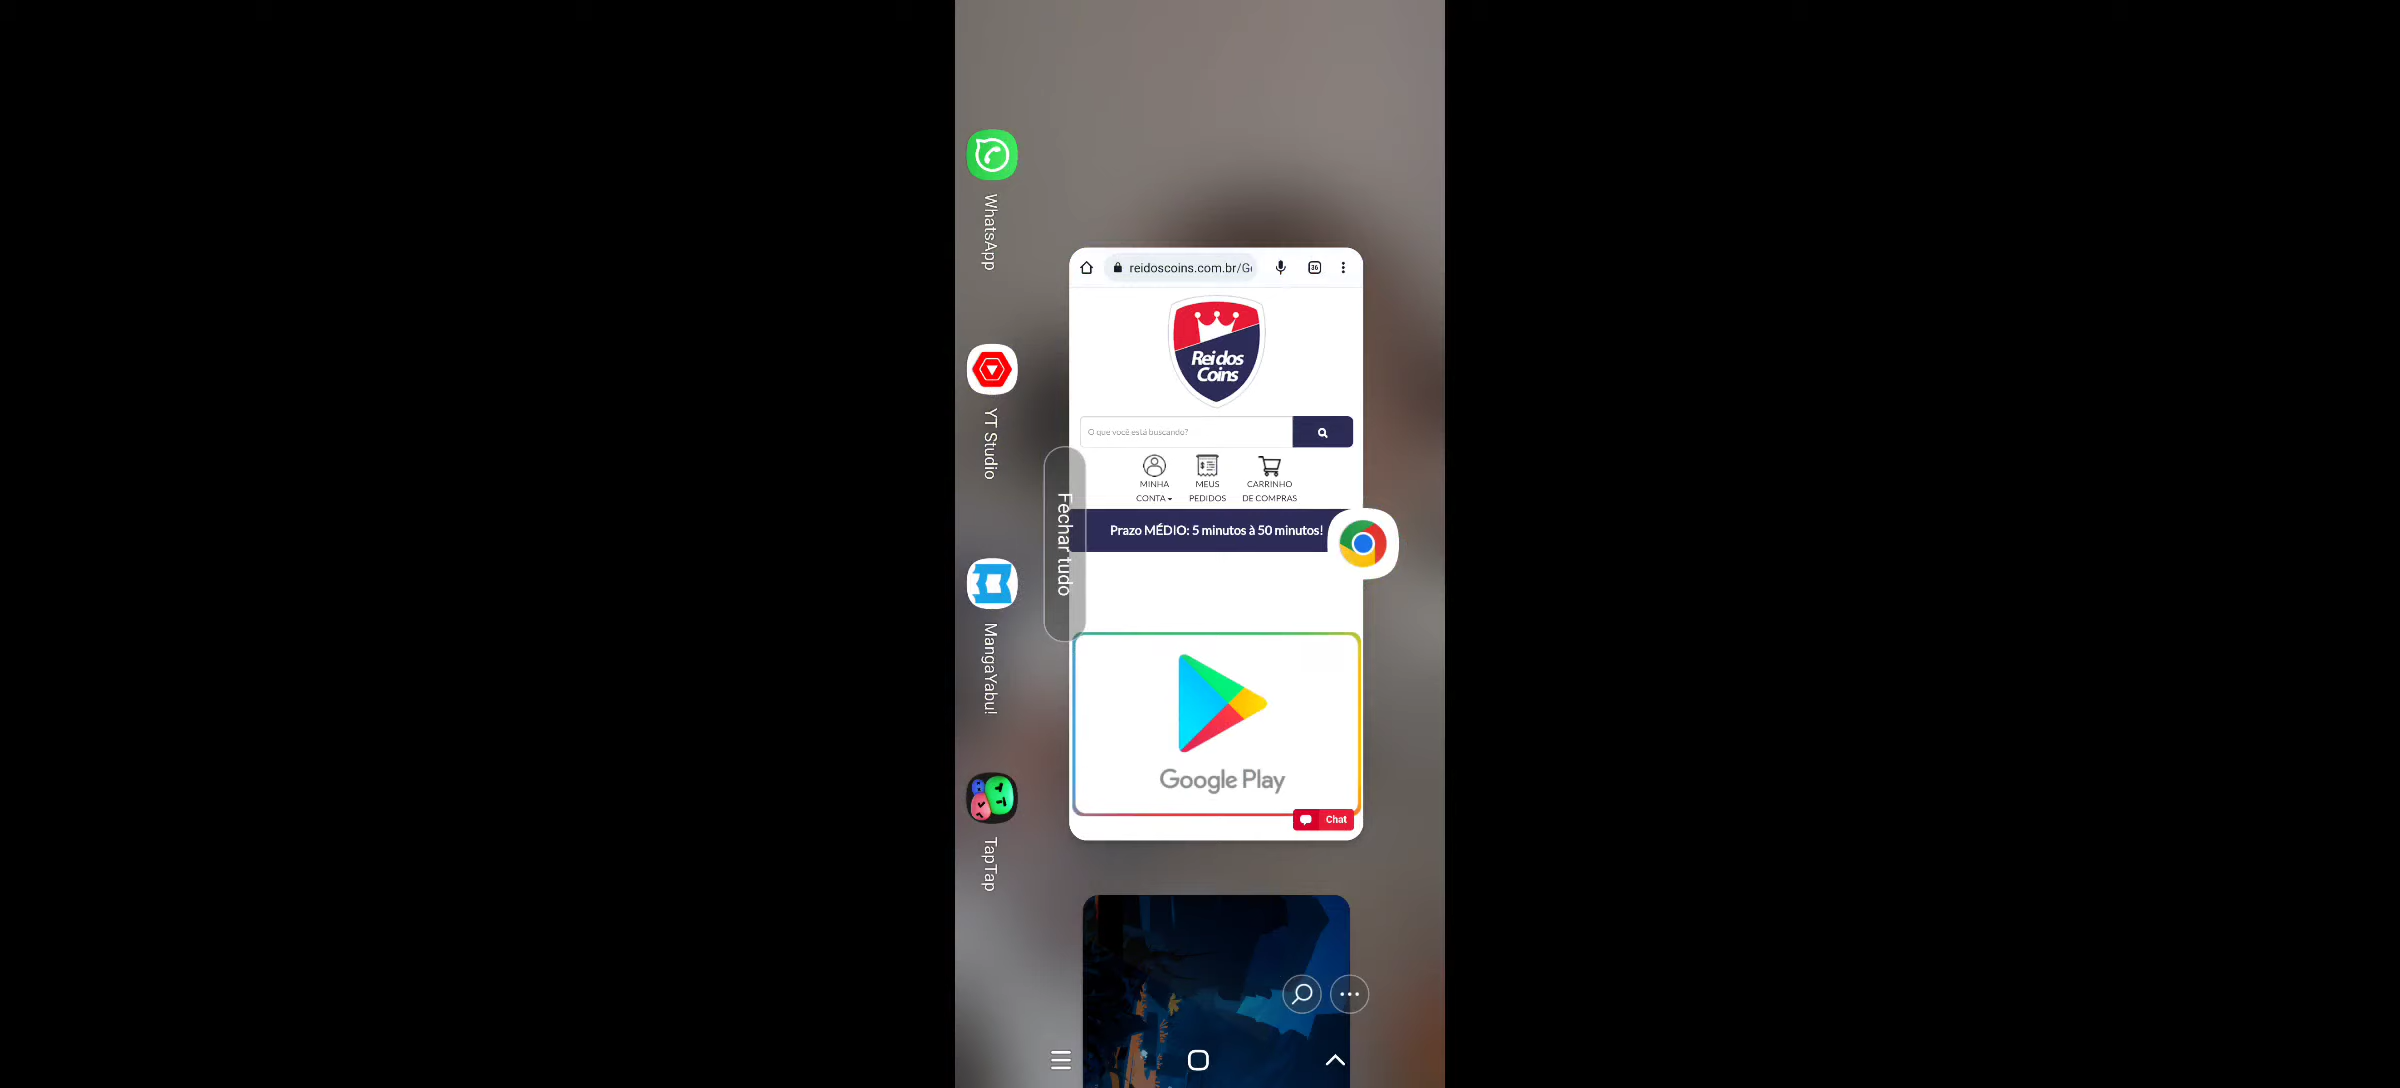 WhatsApp
YT Studio
MangaYabu!
TapTap
Fechar tudo
reidoscoins.com.br/G
36
Rei dos
Coins
O que você está buscando?
MINHA
CONTA
MEUS
PEDIDOS
CARRINHO
DE COMPRAS
Prazo MÉDIO: 5 minutos à 50 minutos!
Google Play
Chat